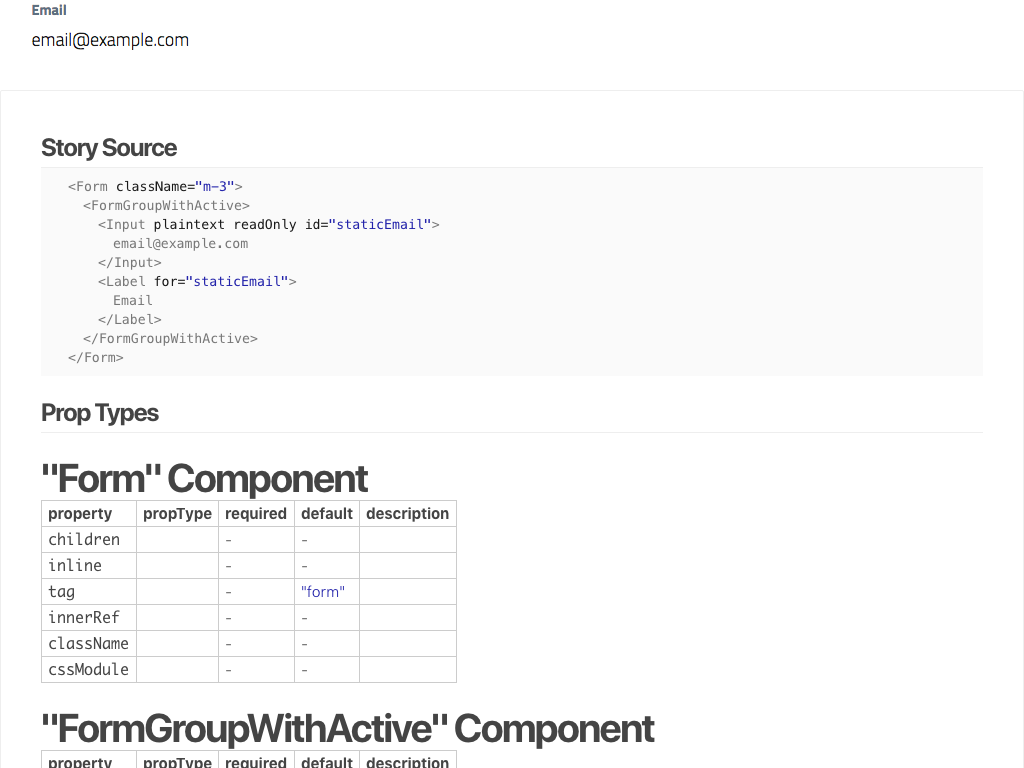 Email
email@example.com
Story Source
<Form className="m-3">
<FormGroupWithActive>
<Input plaintext readOnly id="staticEmail">
email@example.com
</Input>
<Label for="staticEmail">
Email
</Label>
</FormGroupWithActive>
</Form>
Prop Types
"Form" Component
property propType required default description
children - -
inline - -
tag - "form"
innerRef - -
className - -
cssModule - -
"FormGroupWithActive" Component
property propType required default description